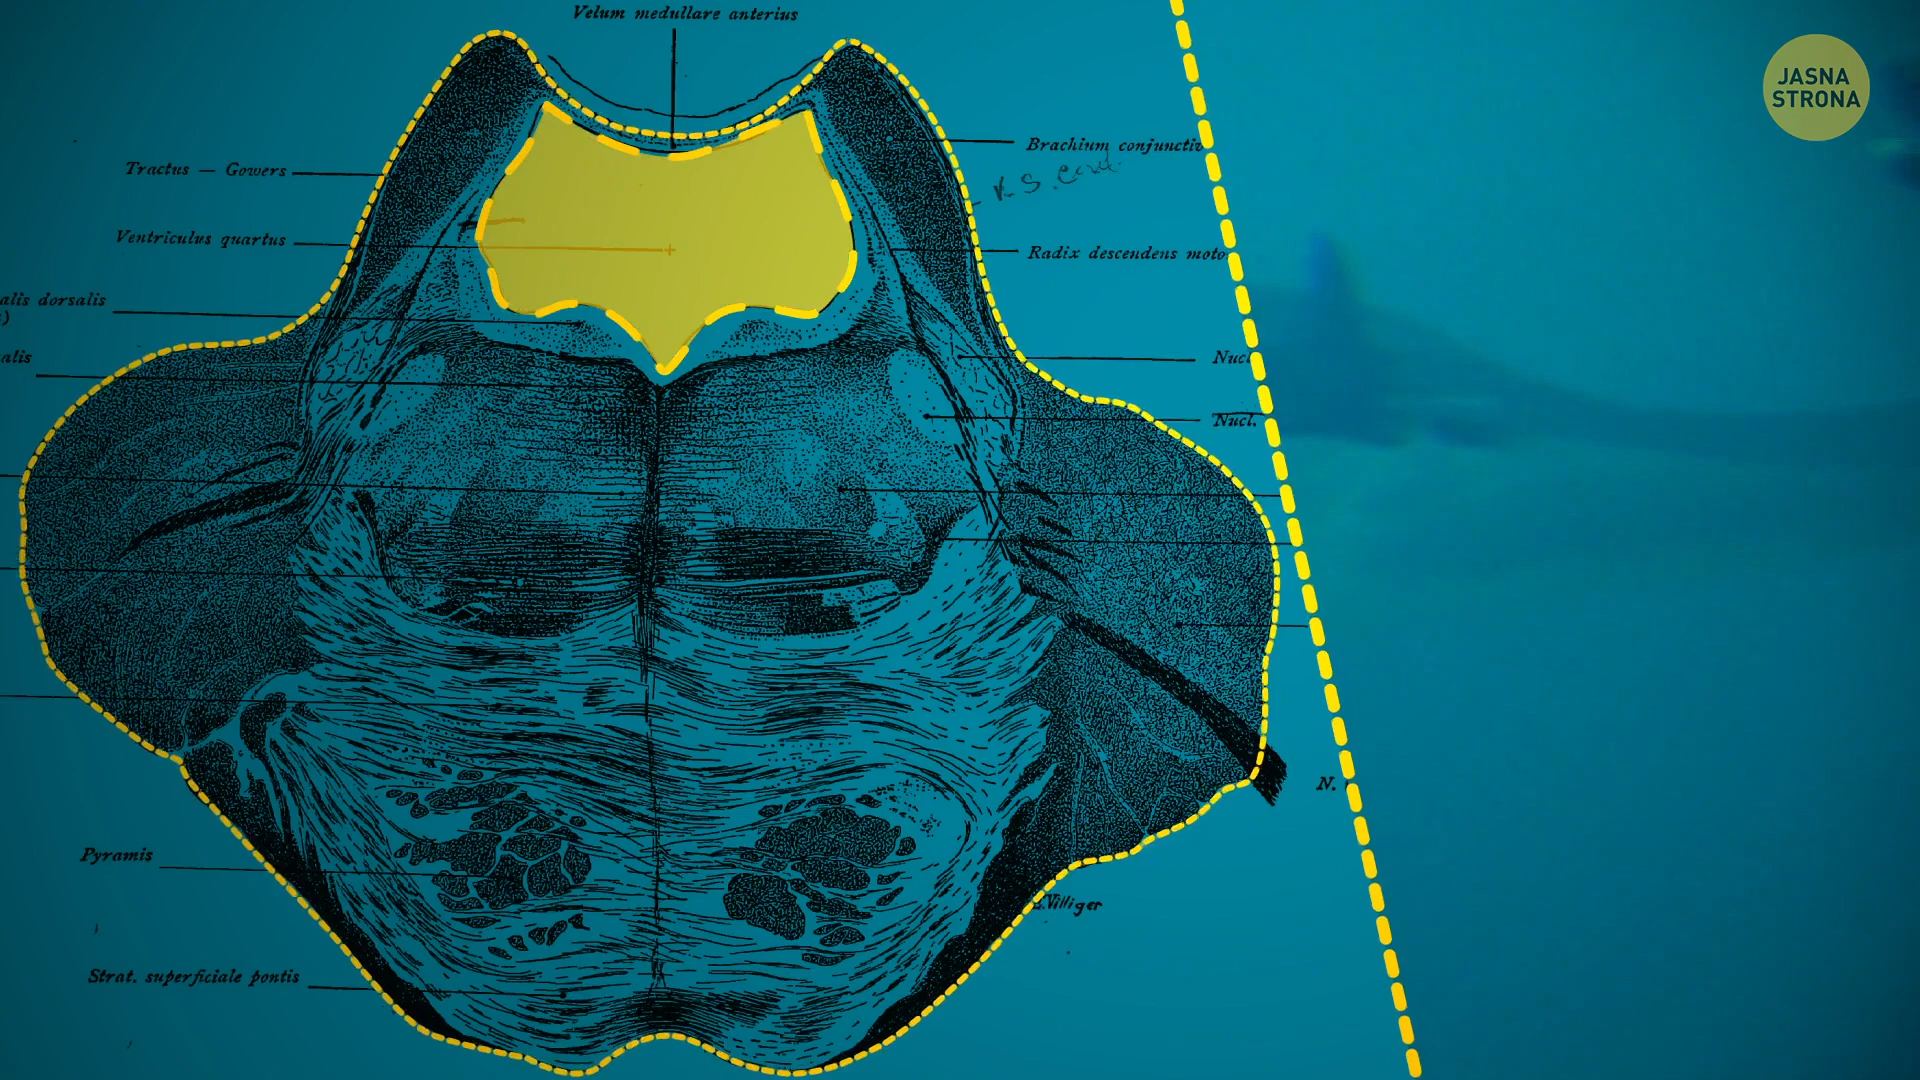 Velum medullare anterius
JASNA
STRONA
Brachium conjunctiv
Tractus — Gowers
Ventriculus quartus
Radix descendens moto
alis dorsalis
)
alis
Nucl
Nucl.
N.
Pyramis
Villiger
Strat. superficiale pontis